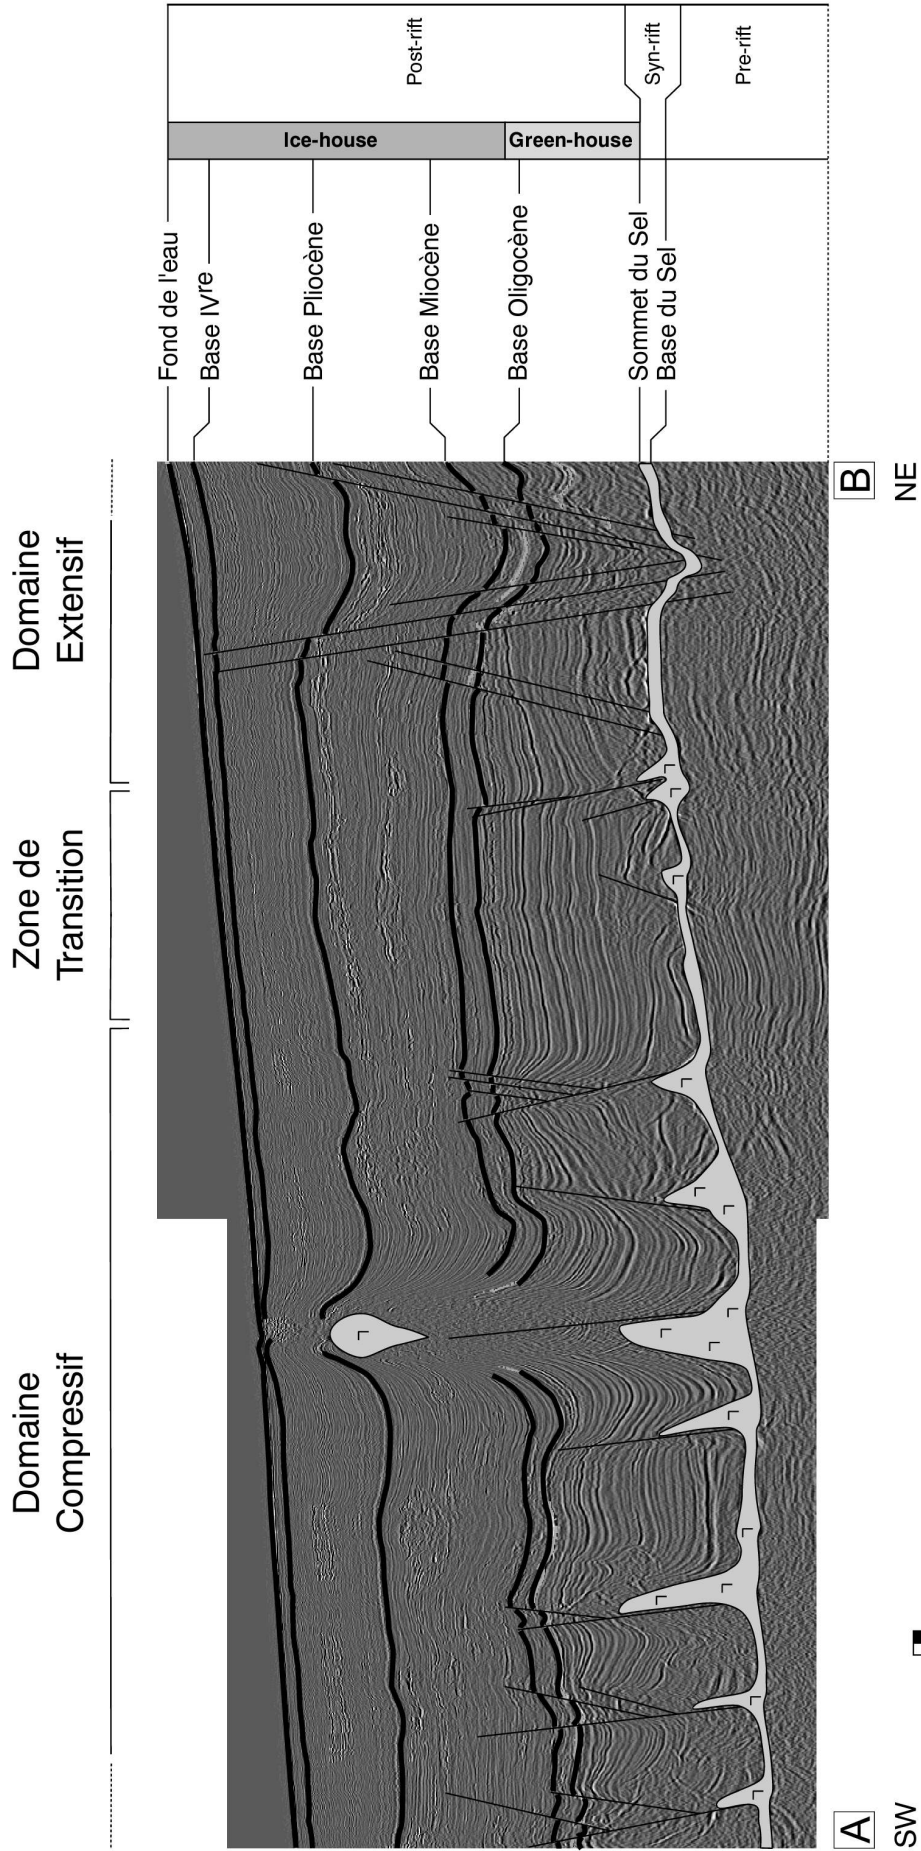 Domaine
Compressif
Zone de
Transition
Domaine
Extensif
Fond de l'eau
Base IVre
Base Pliocène
Base Miocène
Base Oligocène
Sommet du Sel
Base du Sel
Ice-house
Green-house
Post-rift
Syn-rift
Pre-rift
A
SW
B
NE